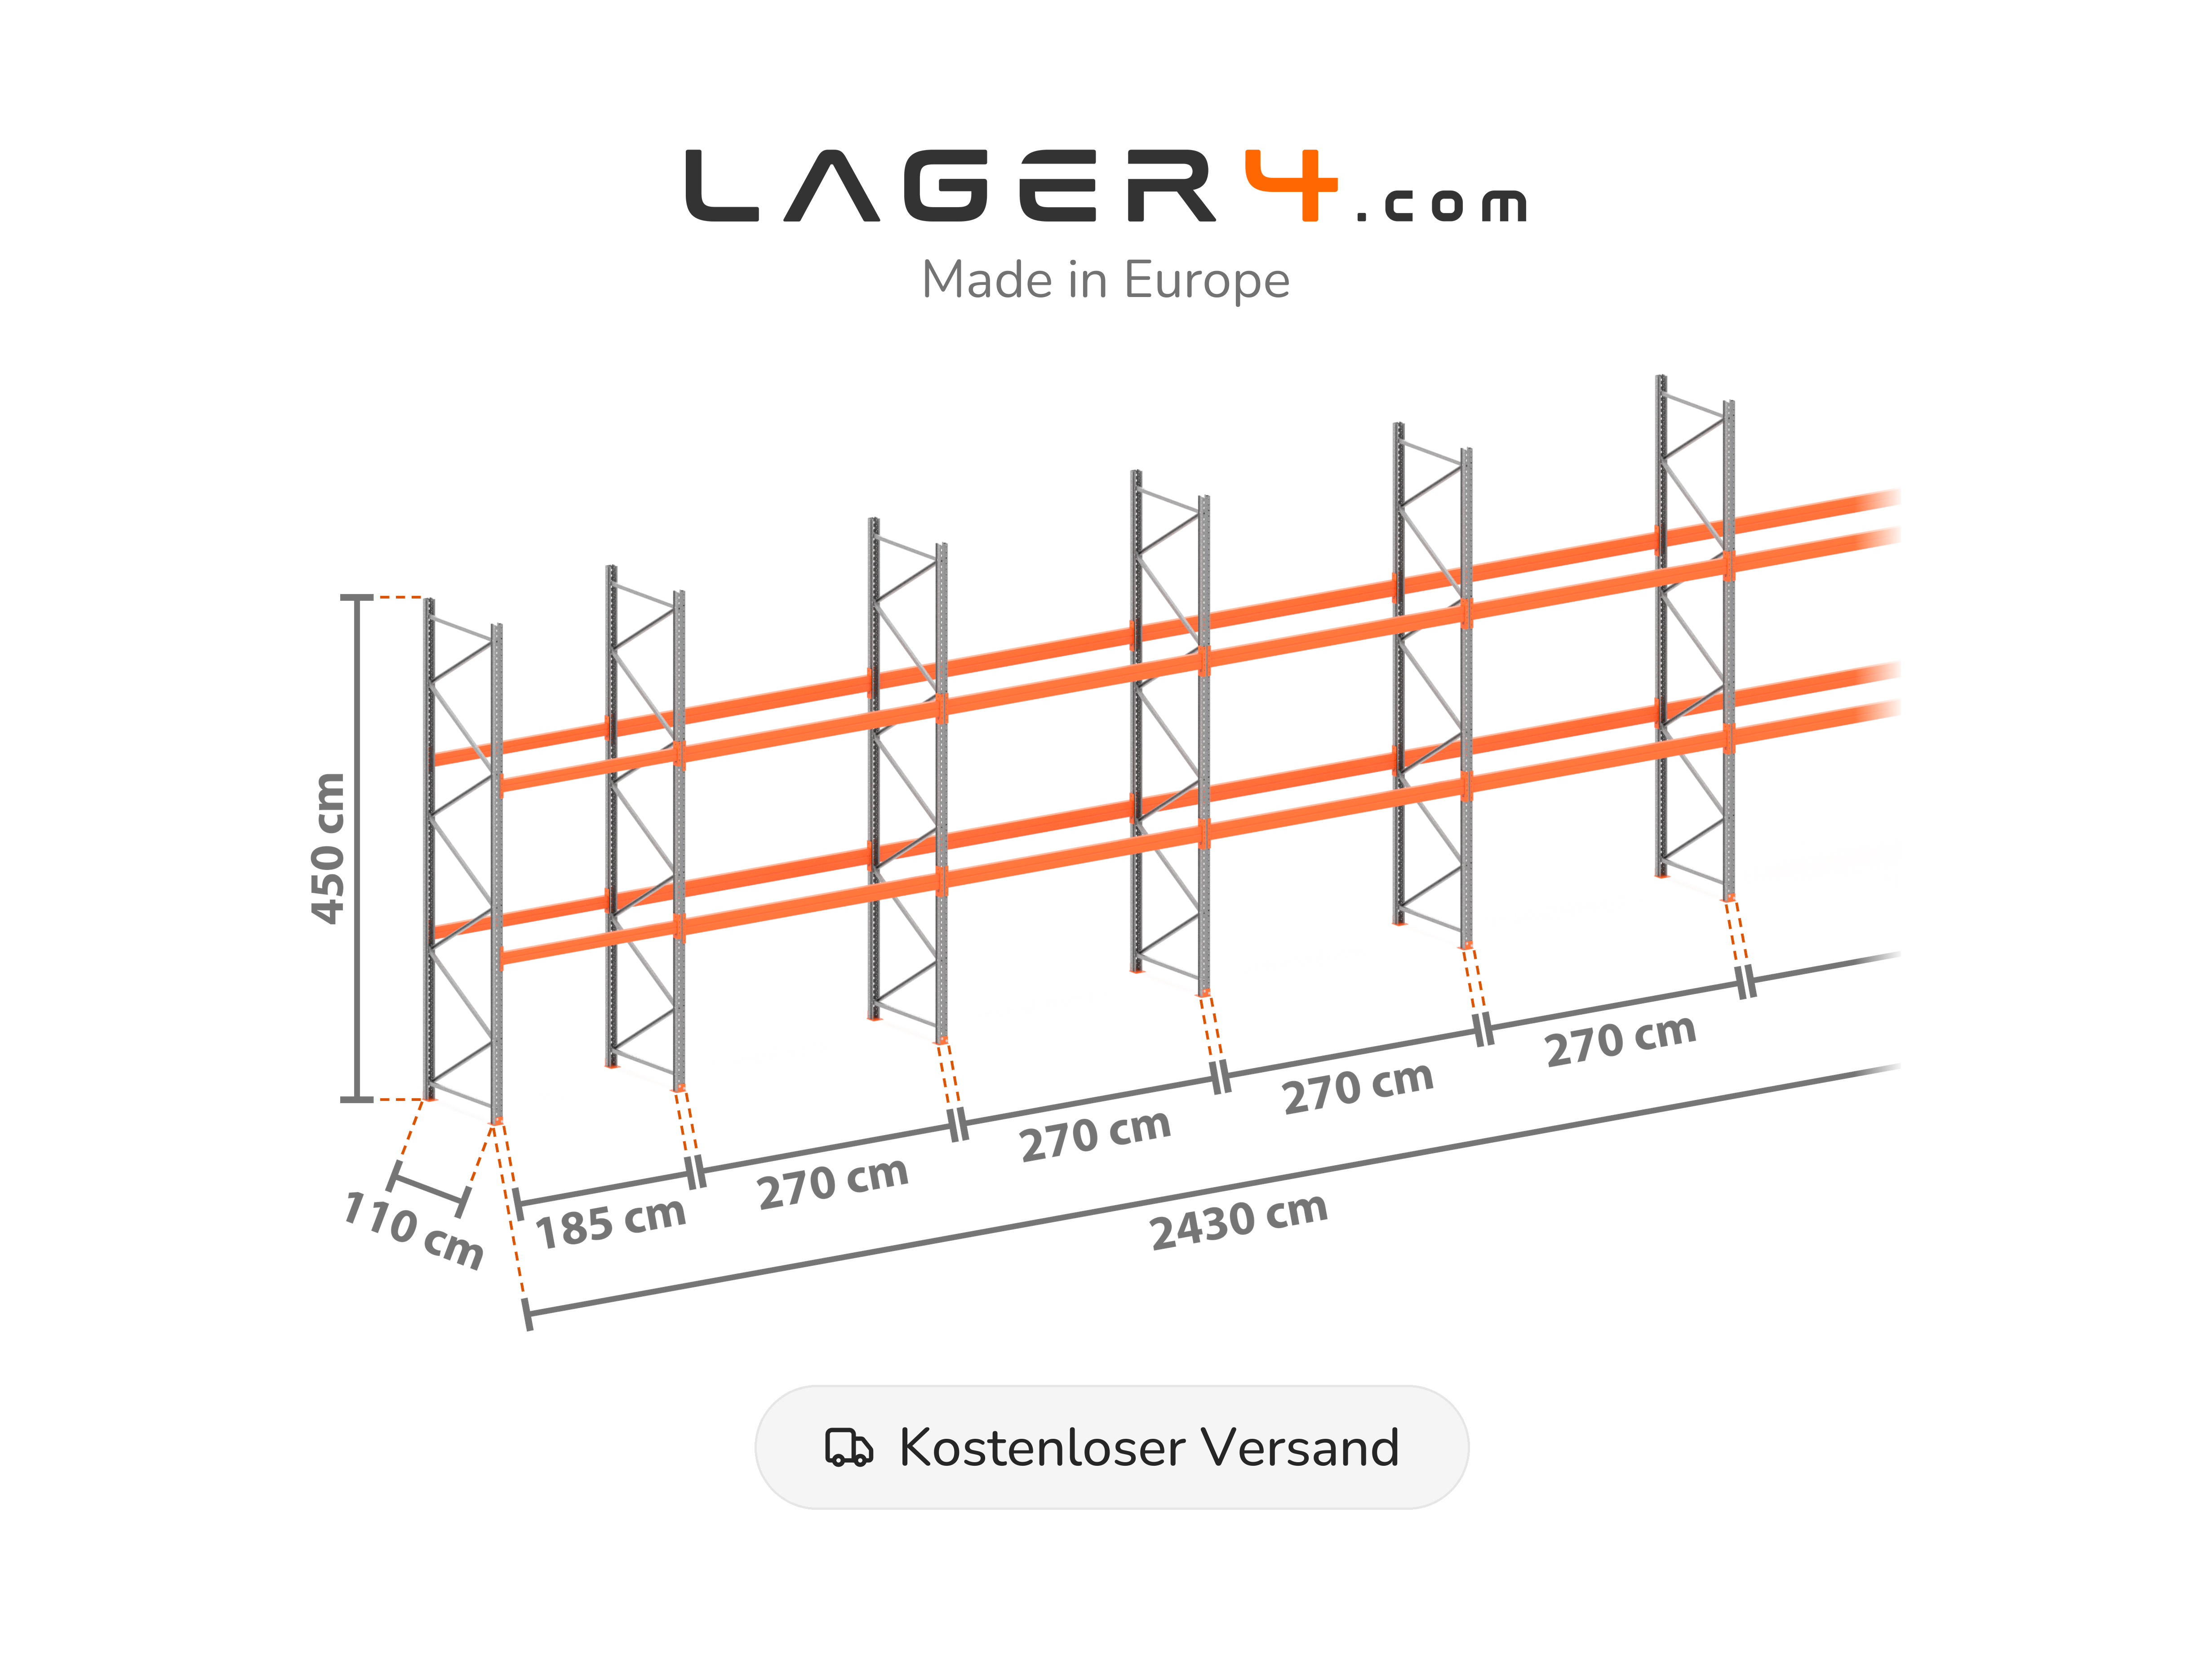 LAGER4.com
Made in Europe
450 cm
110 cm
185 cm
270 cm
270 cm
270 cm
270 cm
2430 cm
Kostenloser Versand